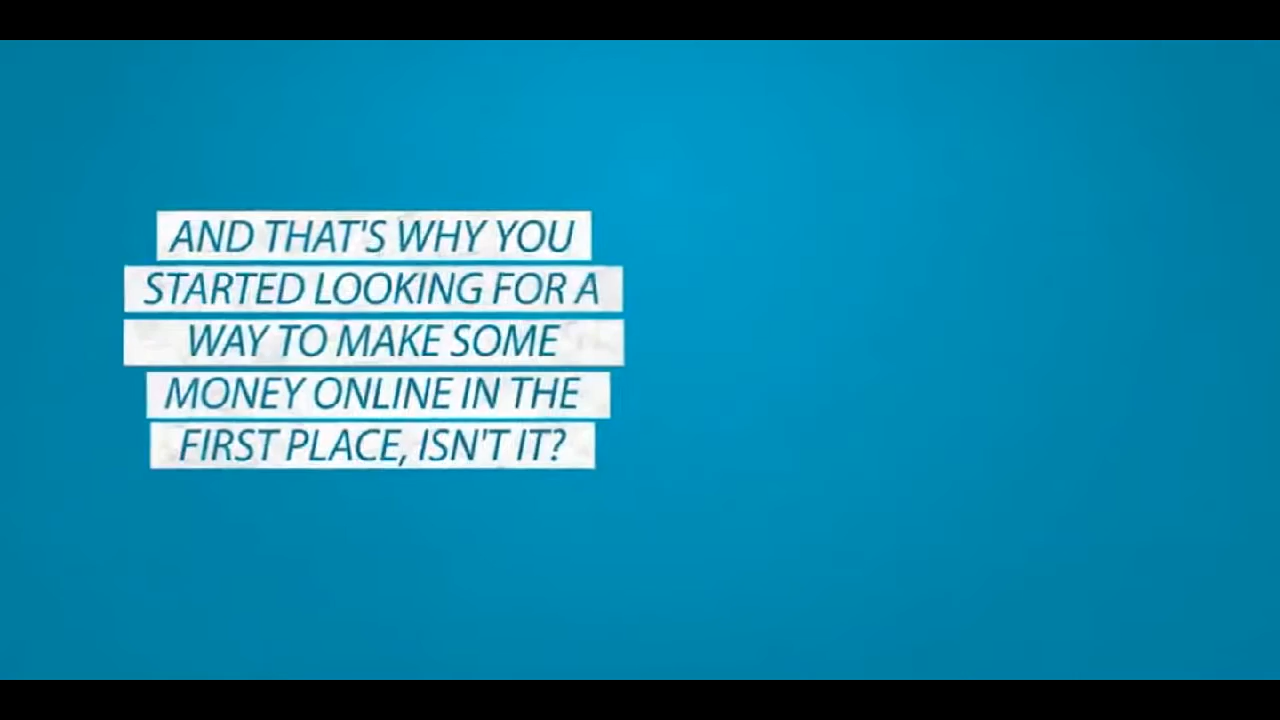 AND THAT'S WHY YOU
STARTED LOOKING FOR A
WAY TO MAKE SOME
MONEY ONLINE IN THE
FIRST PLACE, ISN'T IT?